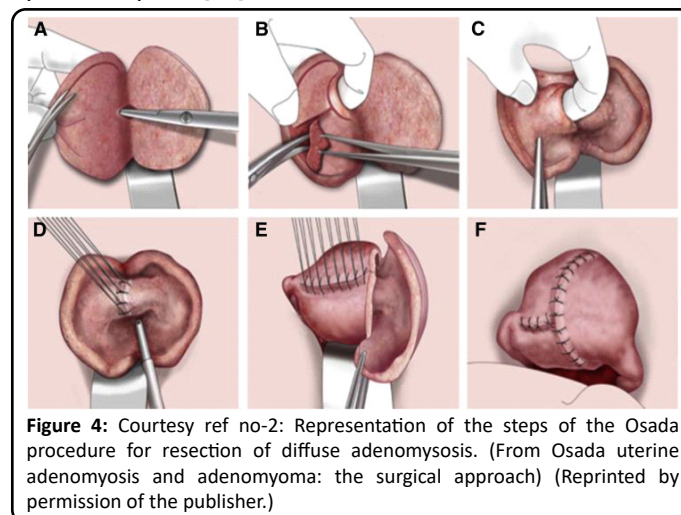 A
B
C
D
E
F
Figure 4: Courtesy ref no-2: Representation of the steps of the Osada
procedure for resection of diffuse adenomysosis. (From Osada uterine
adenomyosis and adenomyoma: the surgical approach) (Reprinted by
permission of the publisher.)